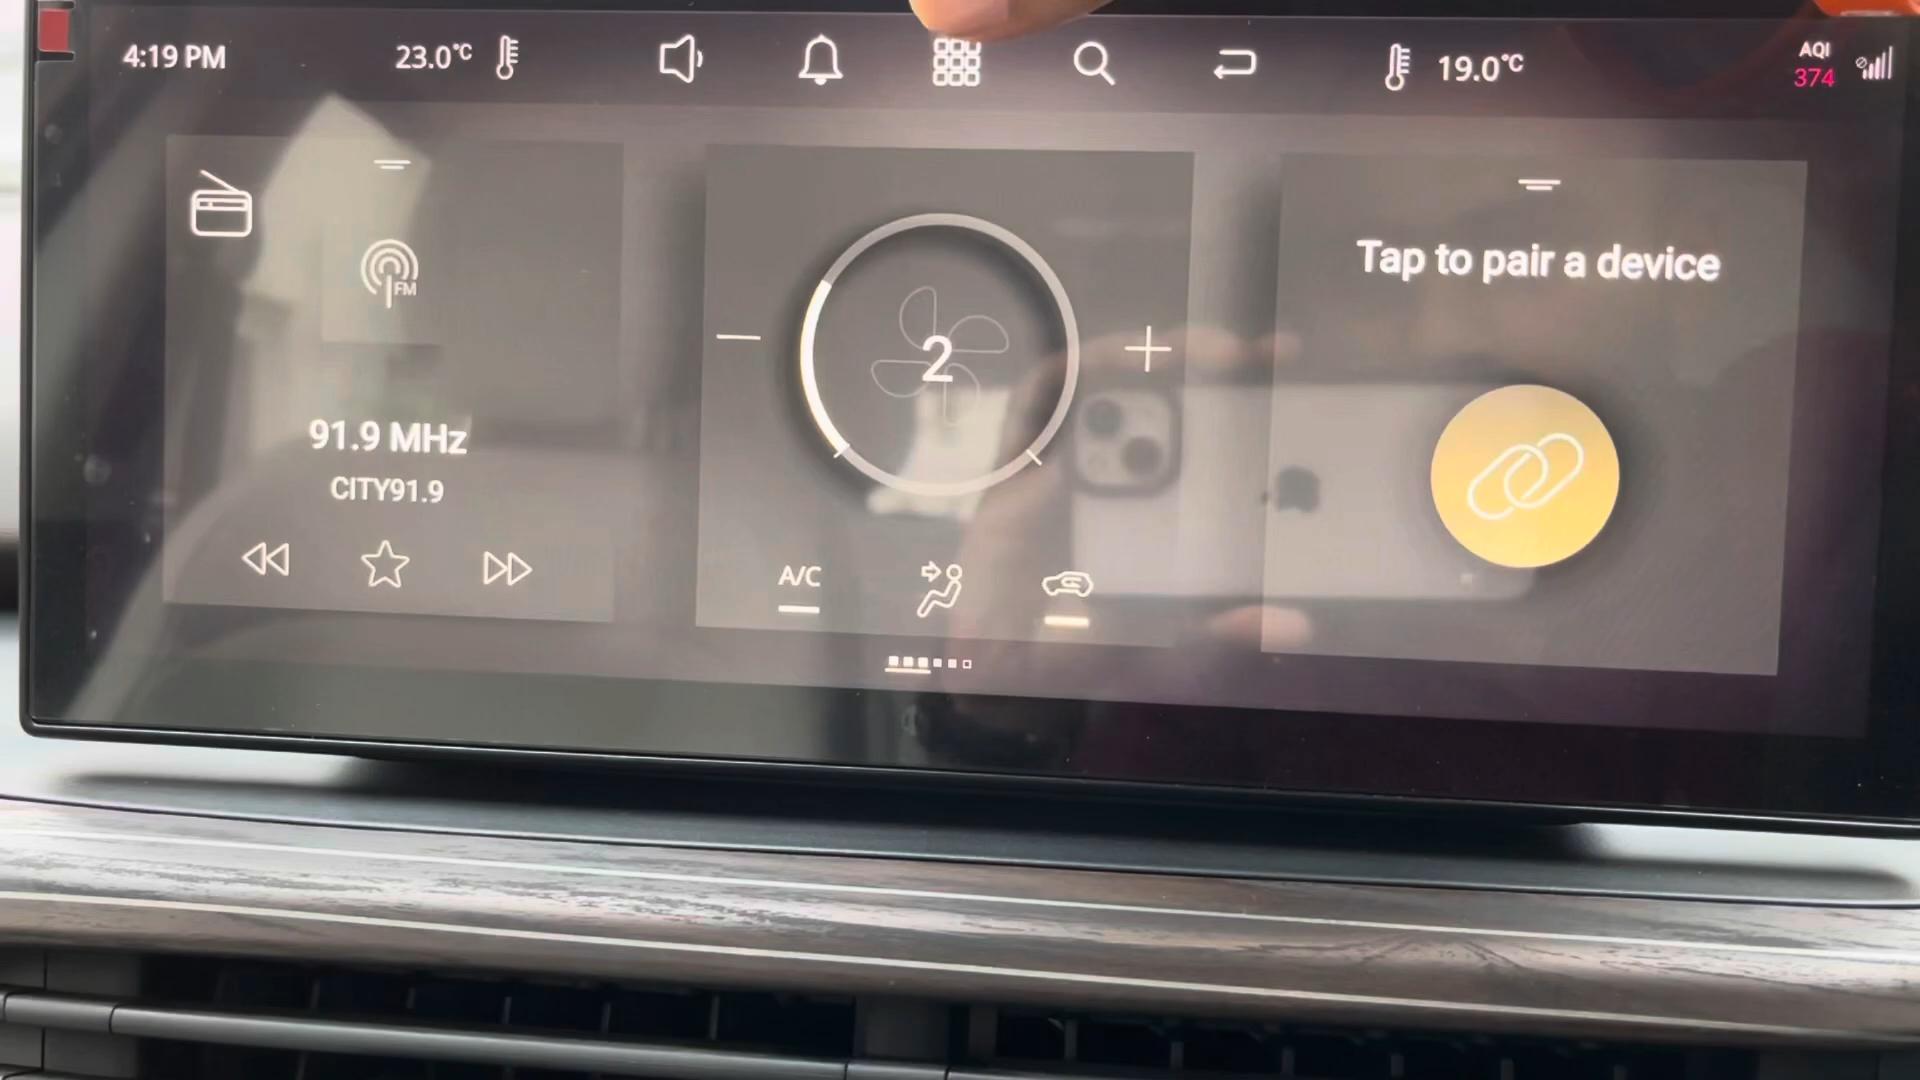 4:19 PM
23.0°C
19.0°C
AQI
374
FM
91.9 MHz
CITY91.9
2
A/C
Tap to pair a device